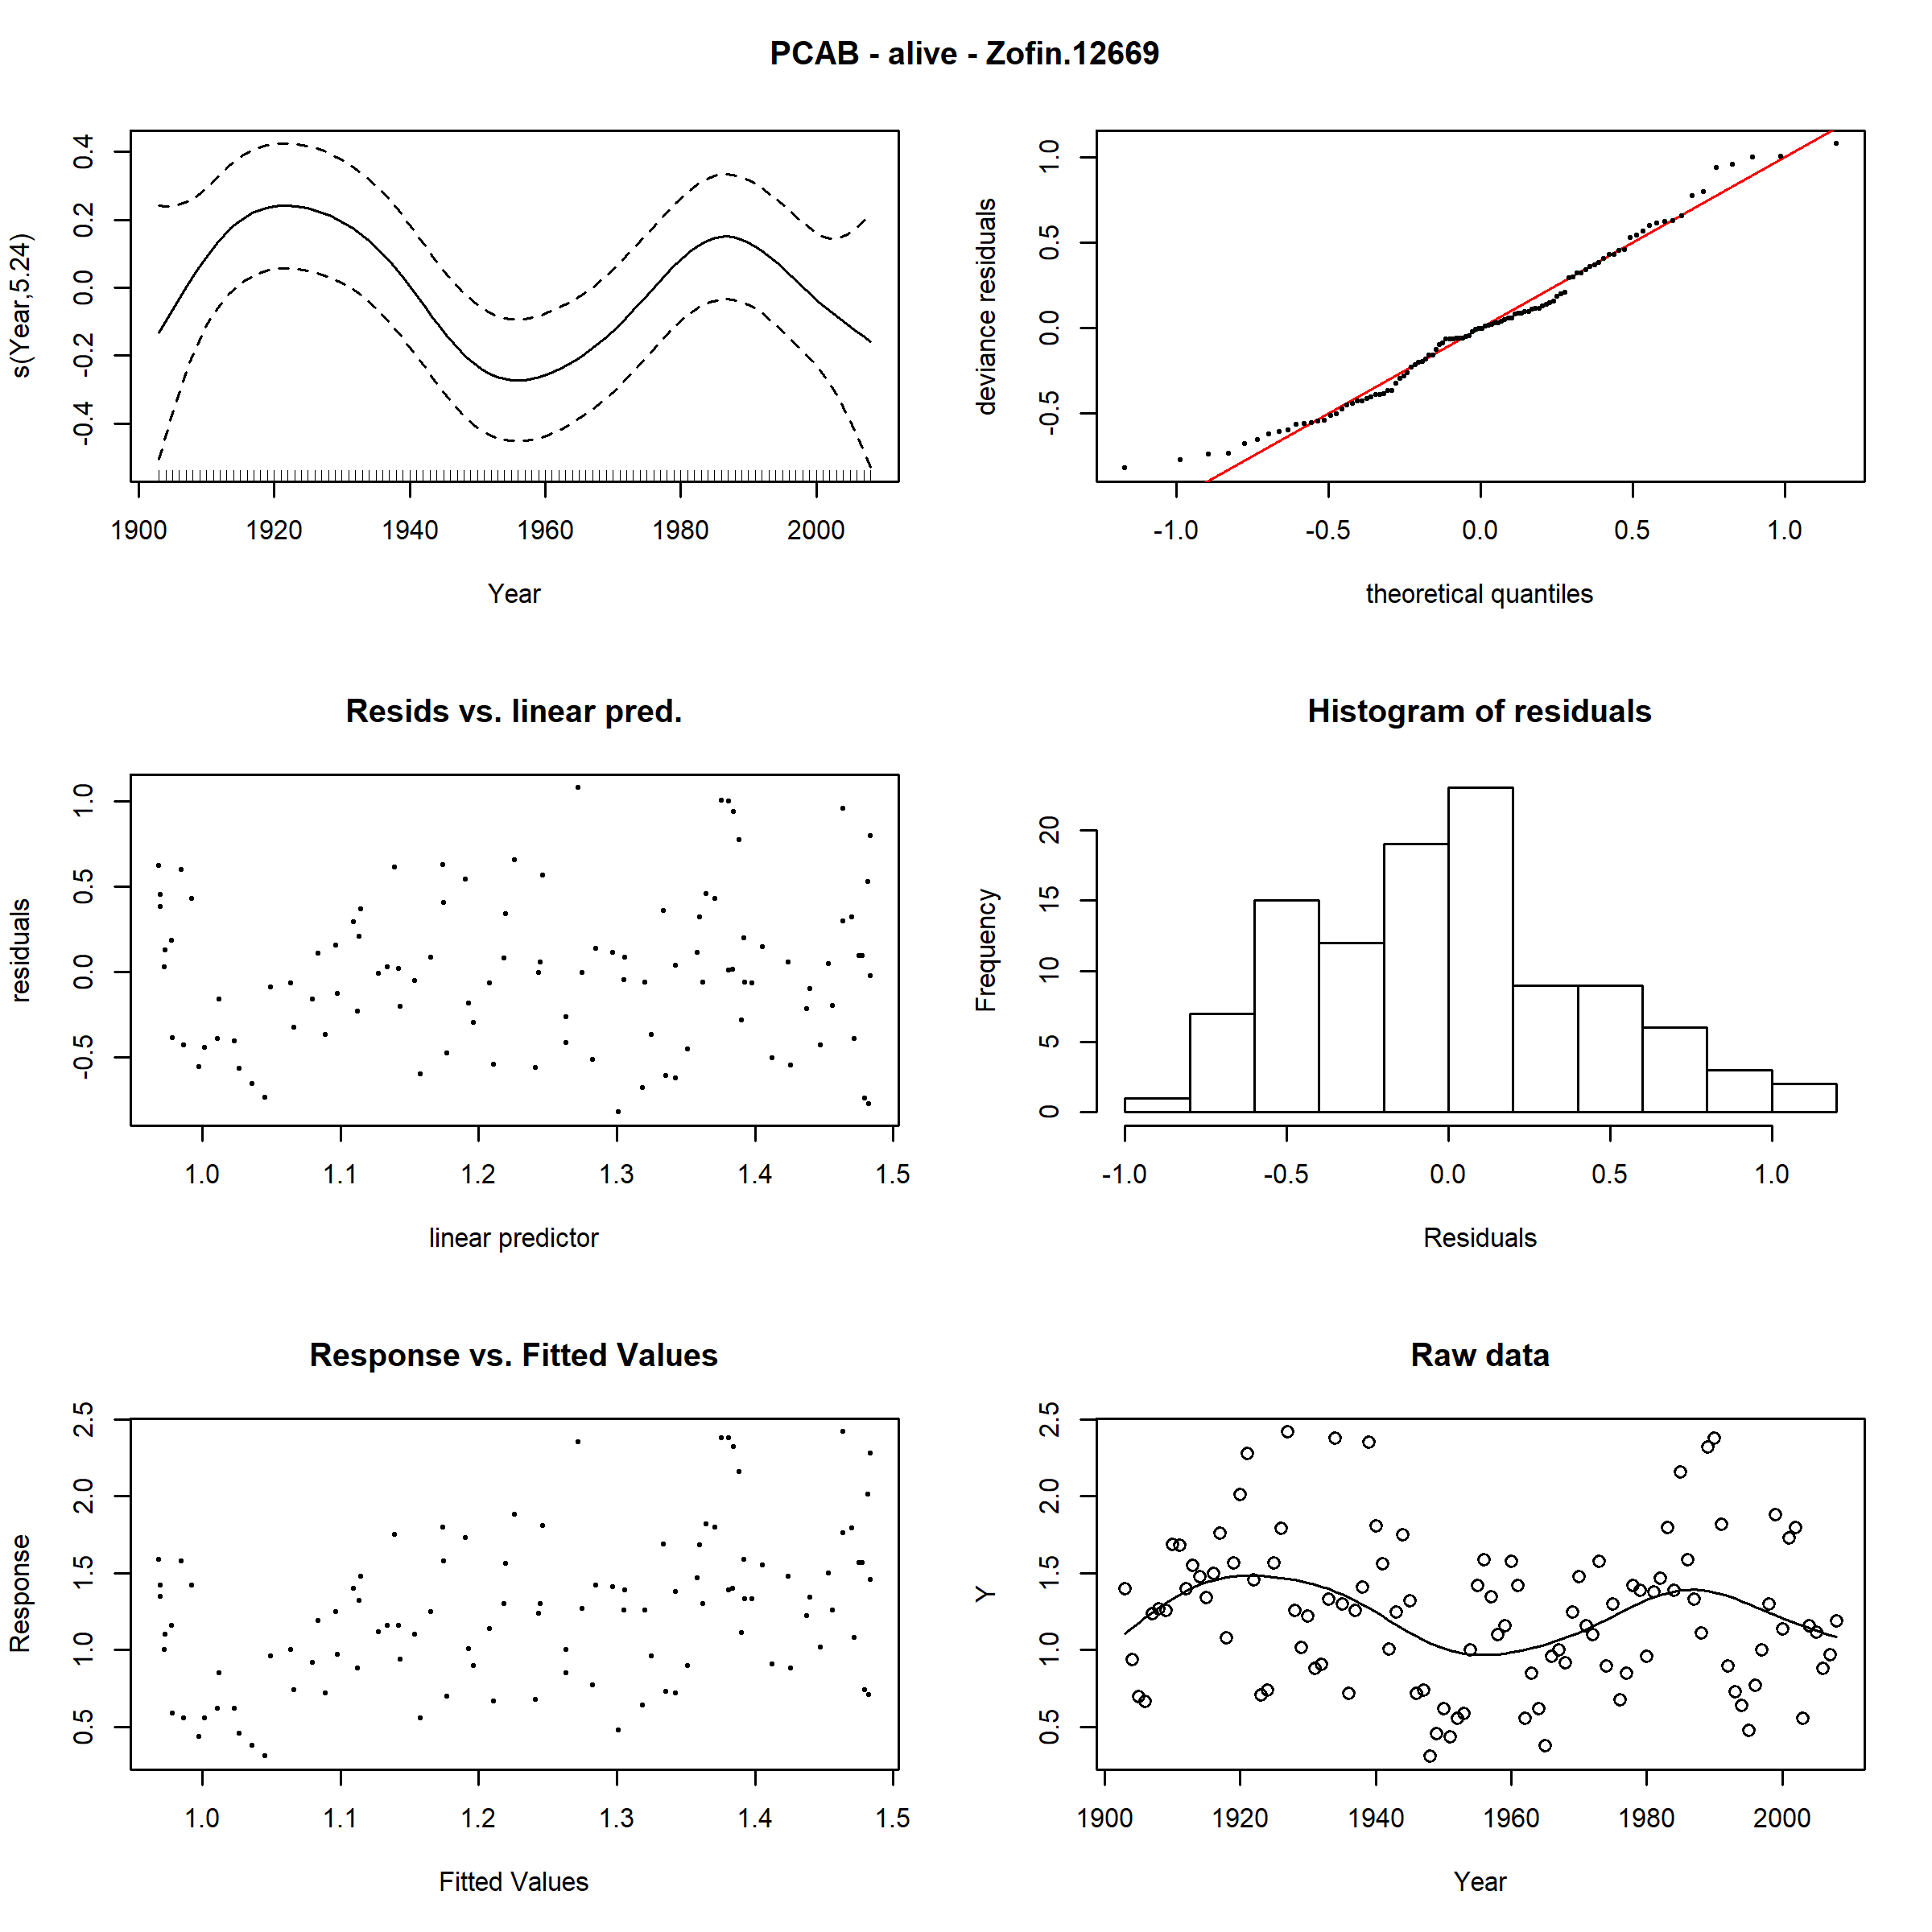 PCAB - alive - Zofin.12669
s(Year,5.24)
0.4
0.2
0.0
-0.2
-0.4
1900 1920 1940 1960 1980 2000
Year
deviance residuals
1.0
0.5
0.0
-0.5
-1.0 -0.5 0.0 0.5 1.0
theoretical quantiles
Resids vs. linear pred.
residuals
1.0
0.5
0.0
-0.5
1.0 1.1 1.2 1.3 1.4 1.5
linear predictor
Histogram of residuals
Frequency
20
15
10
5
0
-1.0 -0.5 0.0 0.5 1.0
Residuals
Response vs. Fitted Values
Response
2.5
2.0
1.5
1.0
0.5
1.0 1.1 1.2 1.3 1.4 1.5
Fitted Values
Raw data
Y
2.5
2.0
1.5
1.0
0.5
1900 1920 1940 1960 1980 2000
Year